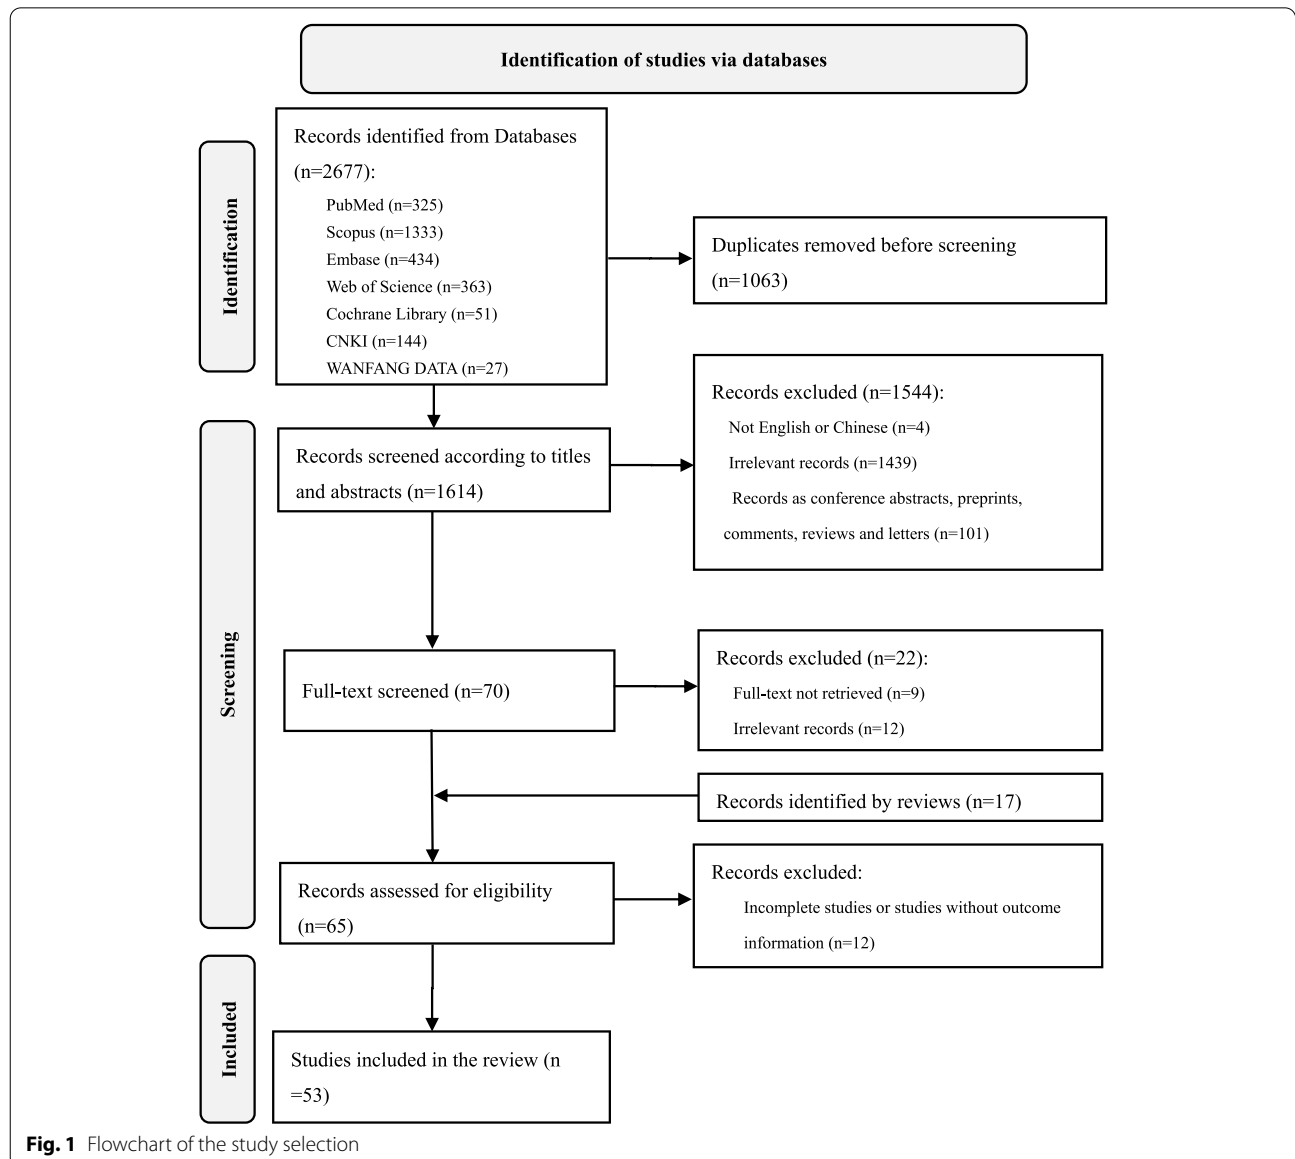 Identification of studies via databases
Identification
Records identified from Databases
(n=2677):
PubMed (n=325)
Scopus (n=1333)
Embase (n=434)
Web of Science (n=363)
Cochrane Library (n=51)
CNKI (n=144)
WANFANG DATA (n=27)
Duplicates removed before screening
(n=1063)
Screening
Records screened according to titles
and abstracts (n=1614)
Records excluded (n=1544):
Not English or Chinese (n=4)
Irrelevant records (n=1439)
Records as conference abstracts, preprints,
comments, reviews and letters (n=101)
Full-text screened (n=70)
Records excluded (n=22):
Full-text not retrieved (n=9)
Irrelevant records (n=12)
Records identified by reviews (n=17)
Records assessed for eligibility
(n=65)
Records excluded:
Incomplete studies or studies without outcome
information (n=12)
Included
Studies included in the review (n
=53)
Fig. 1 Flowchart of the study selection